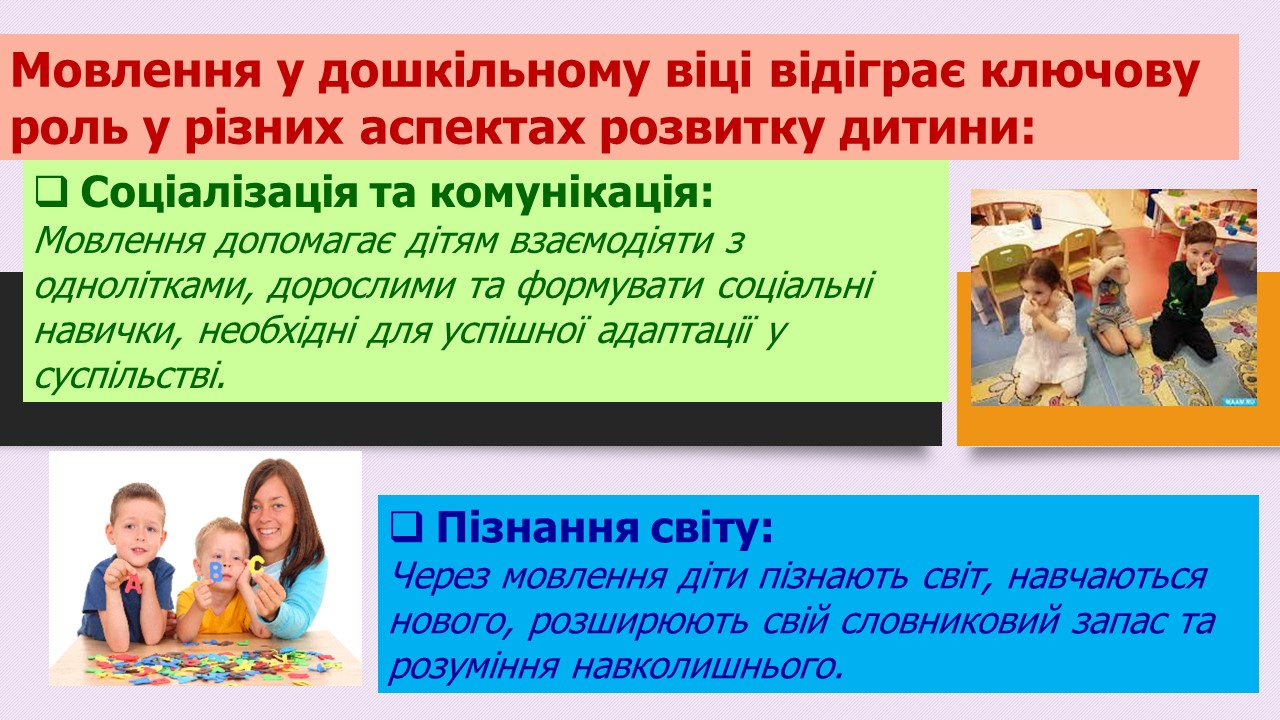 Мовлення у дошкільному віці відіграє ключову
роль у різних аспектах розвитку дитини:
❑ Соціалізація та комунікація:
Мовлення допомагає дітям взаємодіяти з
однолітками, дорослими та формувати соціальні
навички, необхідні для успішної адаптації у
суспільстві.
MAAM.RU
A
B
C
❑ Пізнання світу:
Через мовлення діти пізнають світ, навчаються
нового, розширюють свій словниковий запас та
розуміння навколишнього.